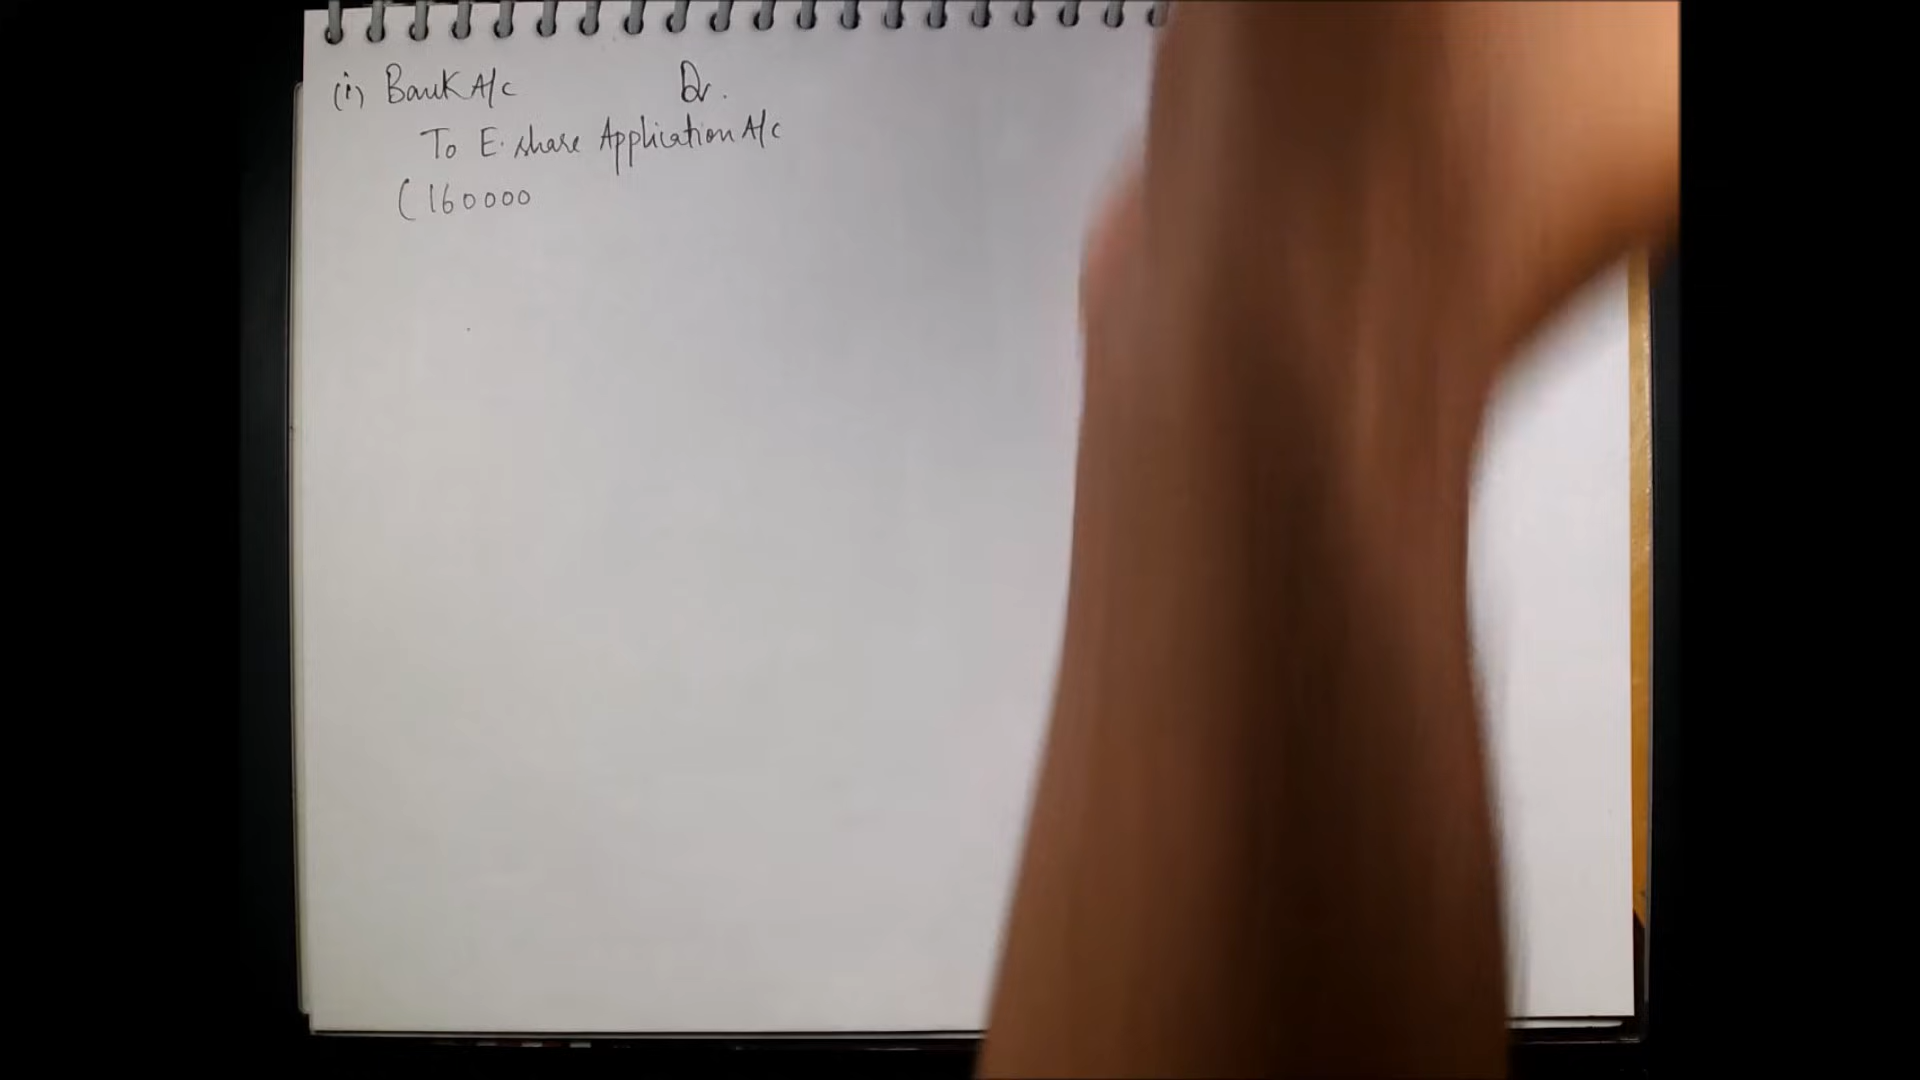 (i) Bank A/c Dr.
To E. share Application A/c
(160000